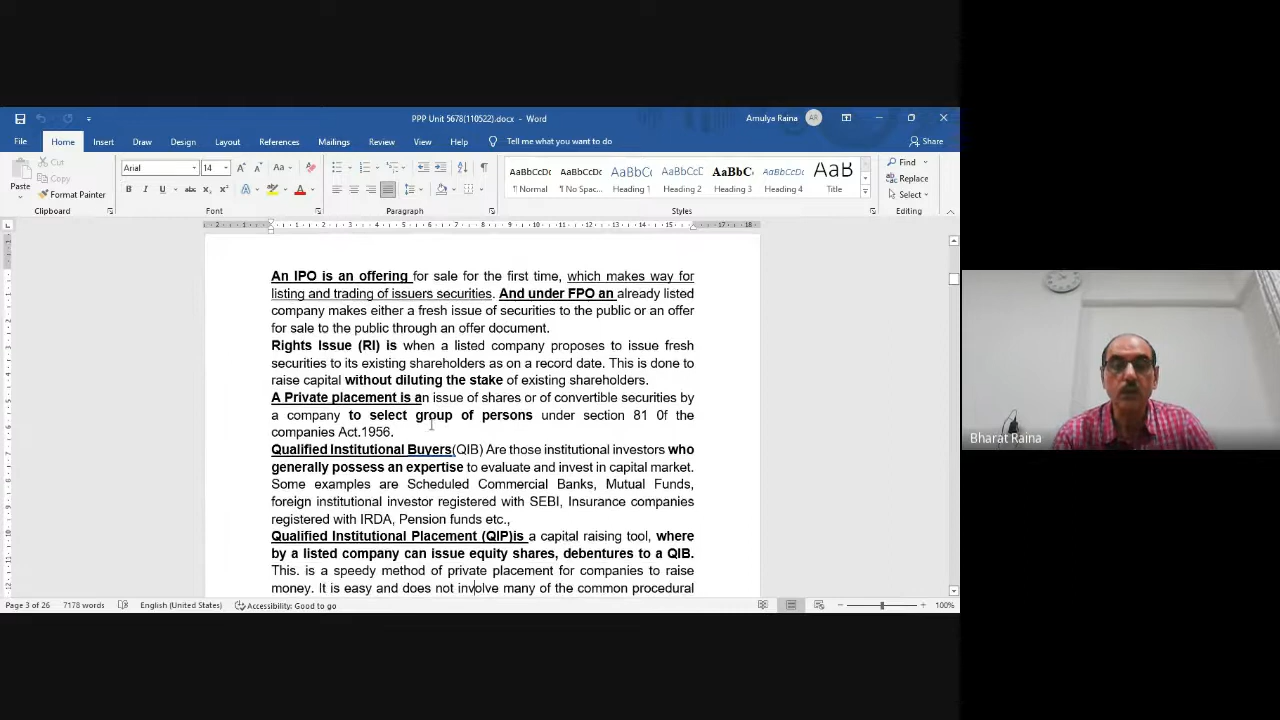 PPP Unit 5678(110522).docx - Word
Amulya Raina
AR
File Home Insert Draw Design Layout References Mailings Review View Help Tell me what you want to do Share
Paste
Cut
Copy
Format Painter
Clipboard
Arial 14
Font
Paragraph
AaBbCcDc AaBbCcDc AaBbCcD AaBbCcD AaBbC AaBbCcDc AaB
¶ Normal ¶ No Spac... Heading 1 Heading 2 Heading 3 Heading 4 Title
Styles
Find
Replace
Select
Editing
An IPO is an offering for sale for the first time, which makes way for
listing and trading of issuers securities. And under FPO an already listed
company makes either a fresh issue of securities to the public or an offer
for sale to the public through an offer document.
Rights Issue (RI) is when a listed company proposes to issue fresh
securities to its existing shareholders as on a record date. This is done to
raise capital without diluting the stake of existing shareholders.
A Private placement is an issue of shares or of convertible securities by
a company to select group of persons under section 81 0f the
companies Act.1956.
Qualified Institutional Buyers(QIB) Are those institutional investors who
generally possess an expertise to evaluate and invest in capital market.
Some examples are Scheduled Commercial Banks, Mutual Funds,
foreign institutional investor registered with SEBI, Insurance companies
registered with IRDA, Pension funds etc.,
Qualified Institutional Placement (QIP)is a capital raising tool, where
by a listed company can issue equity shares, debentures to a QIB.
This. is a speedy method of private placement for companies to raise
money. It is easy and does not involve many of the common procedural
Page 3 of 26 7178 words English (United States) Accessibility: Good to go 100%
Bharat Raina